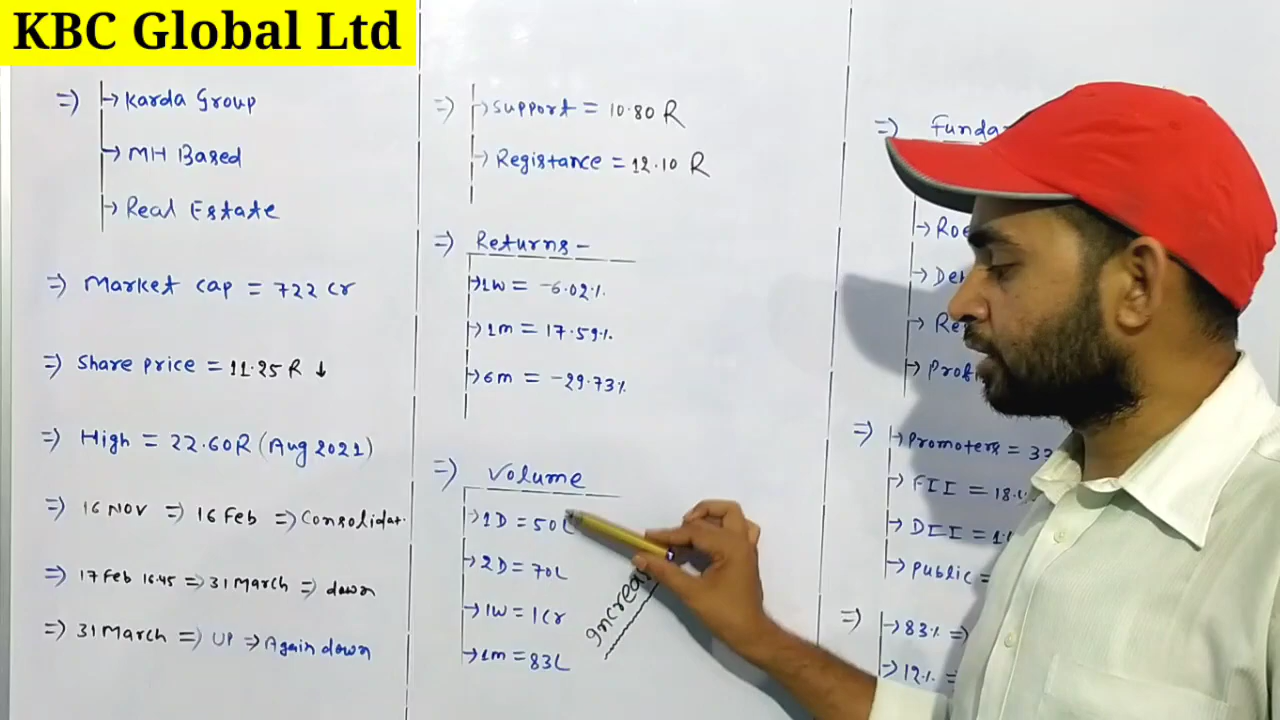 KBC Global Ltd
=) → Karda Group
→ MH Based
→ Real Estate
=) Market cap = 722 cr
=) Share price = 11.25 R ↓
=) High = 22.60R (Aug 2021)
=) 16 NOV => 16 Feb => Consolidat.
=) 17 Feb 16.45 => 31 March => down
=) 31 March => UP → Again down
=) → Support = 10.80 R
→ Registance = 12.10 R
=) Returns -
→ 1W = -6.02%.
→ 1m = 17.59%.
→ 6m = -29.73%
=) Volume
→ 1D = 50L
→ 2D = 70L
→ 1W = 1Cr
→ 1m = 83L
Increas
=) Funda
→ Roe
→ De
→ Re
→ Prof
=) → Promoters = 3
→ FII = 18.
→ DII = 1.
→ Public =
=) → 83% =)
→ 12% =